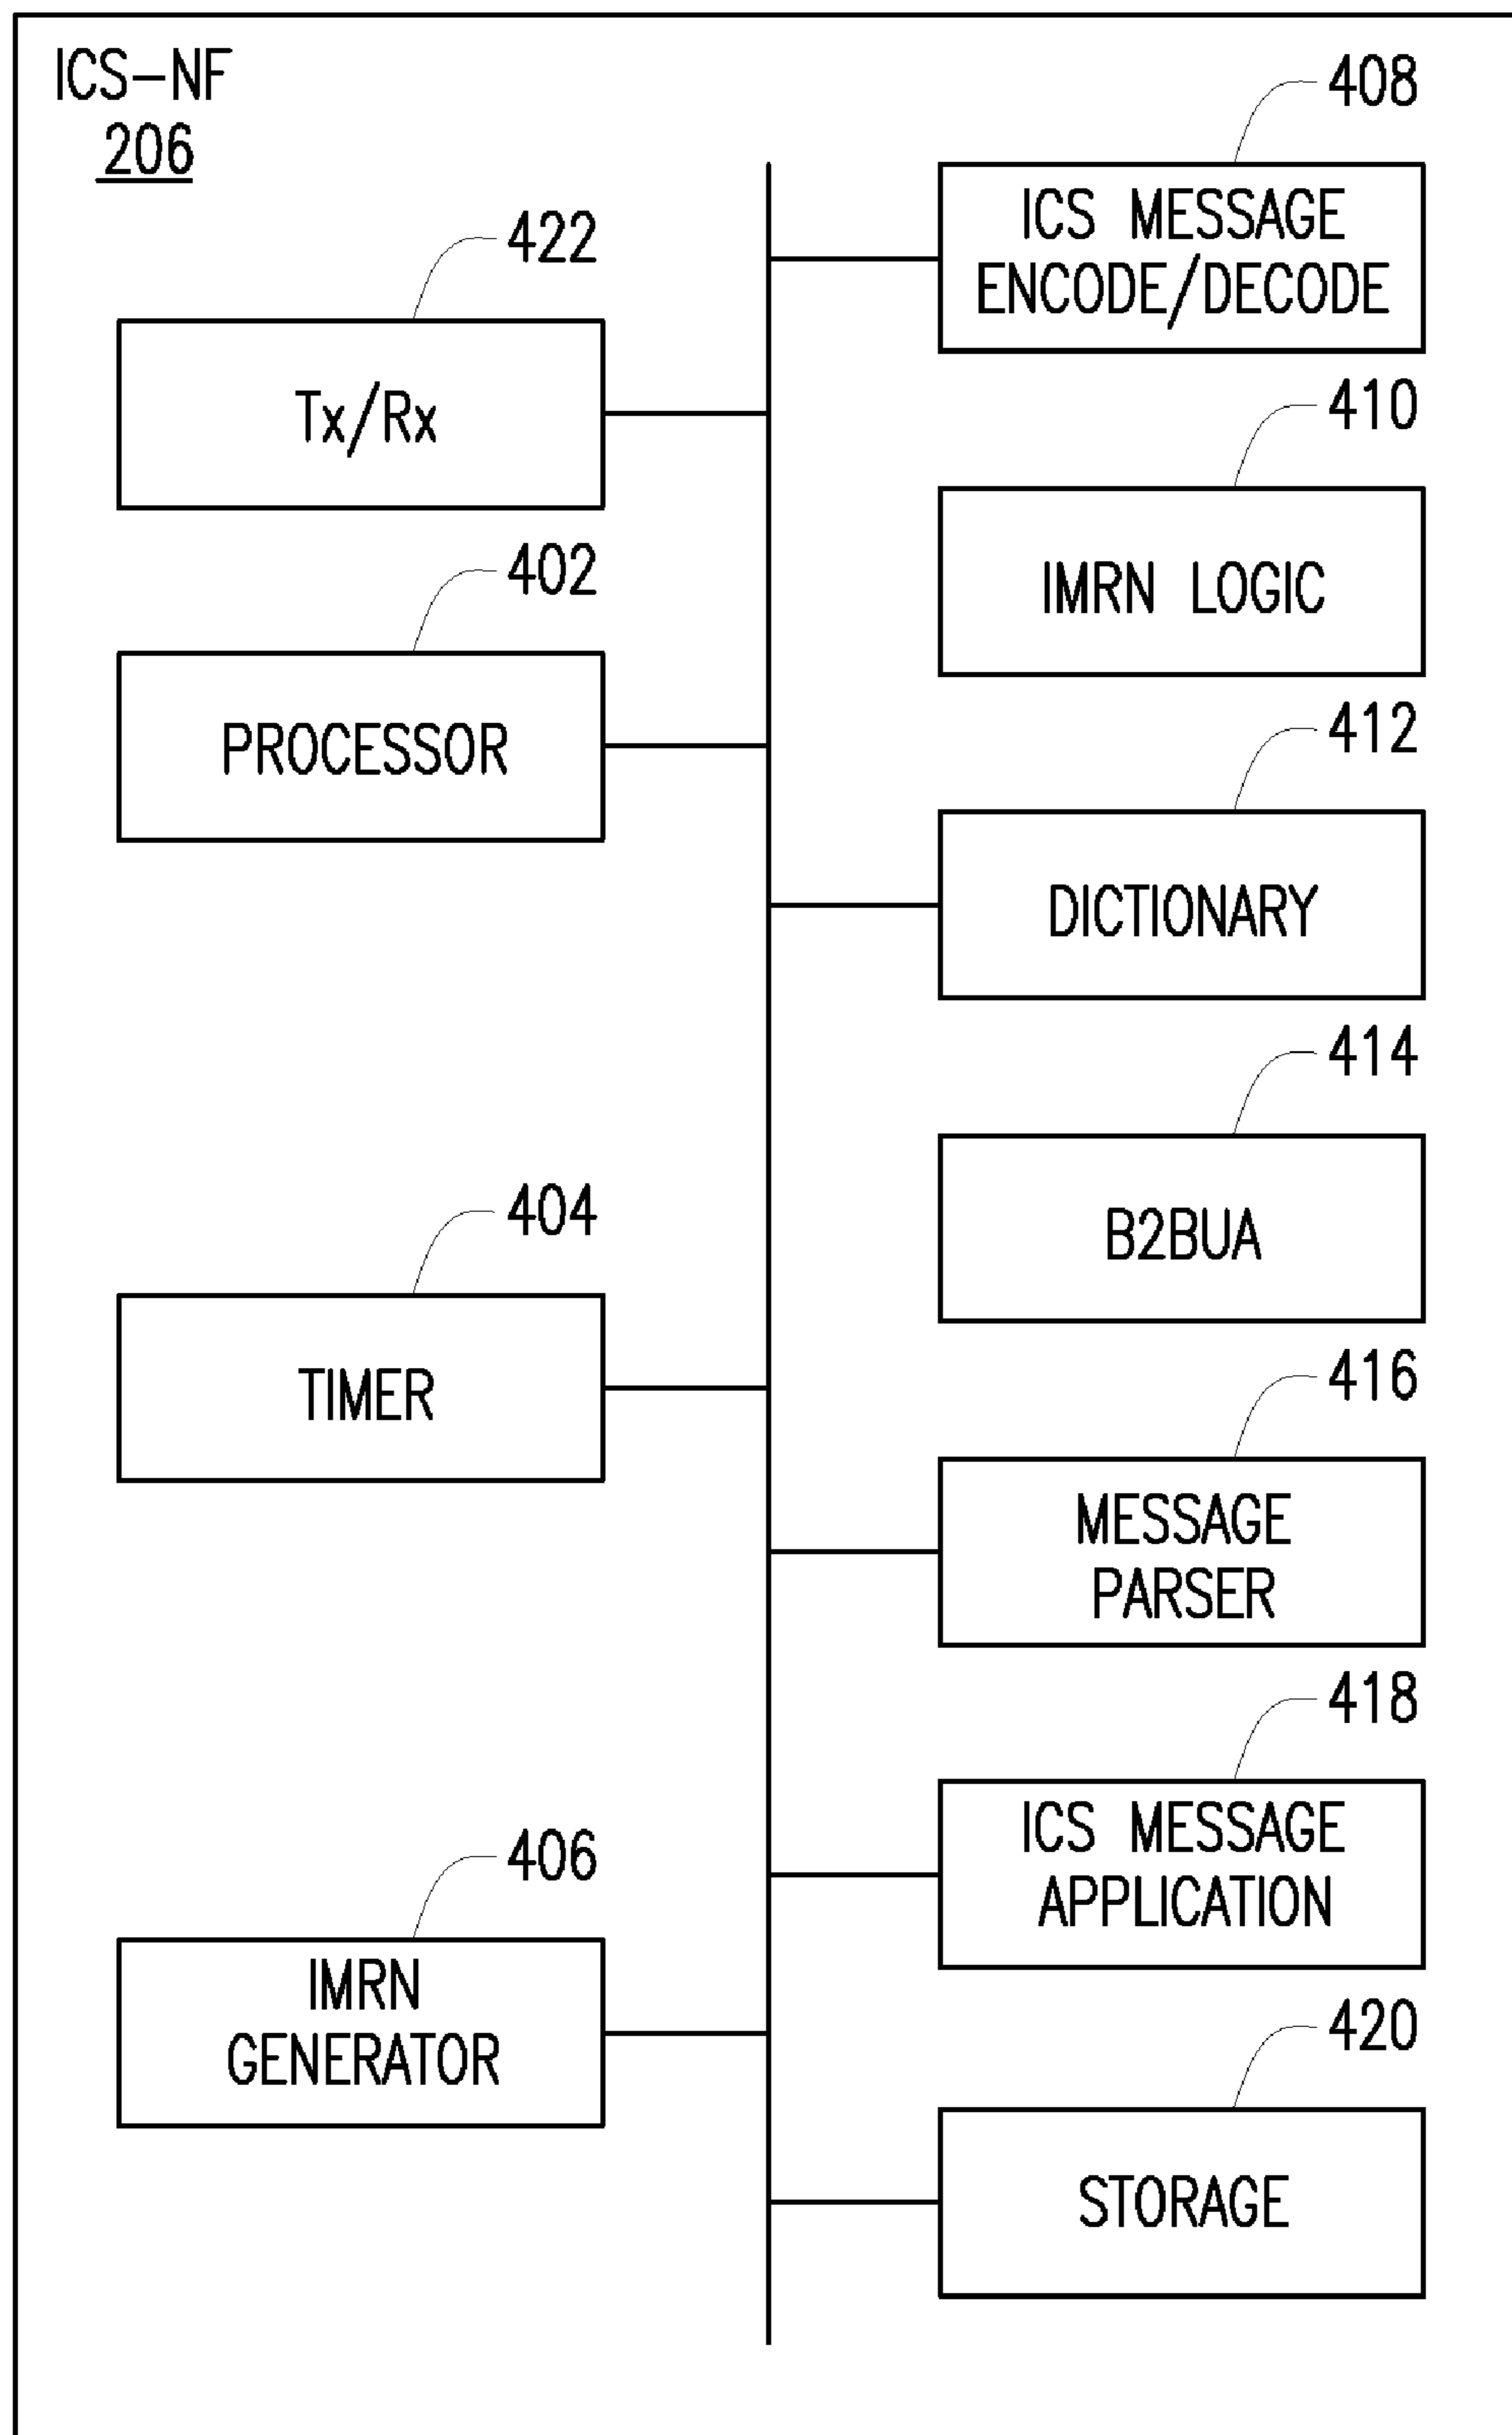 ICS-NF
206
422
Tx/Rx
402
PROCESSOR
404
TIMER
406
IMRN
GENERATOR
408
ICS MESSAGE
ENCODE/DECODE
410
IMRN LOGIC
412
DICTIONARY
414
B2BUA
416
MESSAGE
PARSER
418
ICS MESSAGE
APPLICATION
420
STORAGE